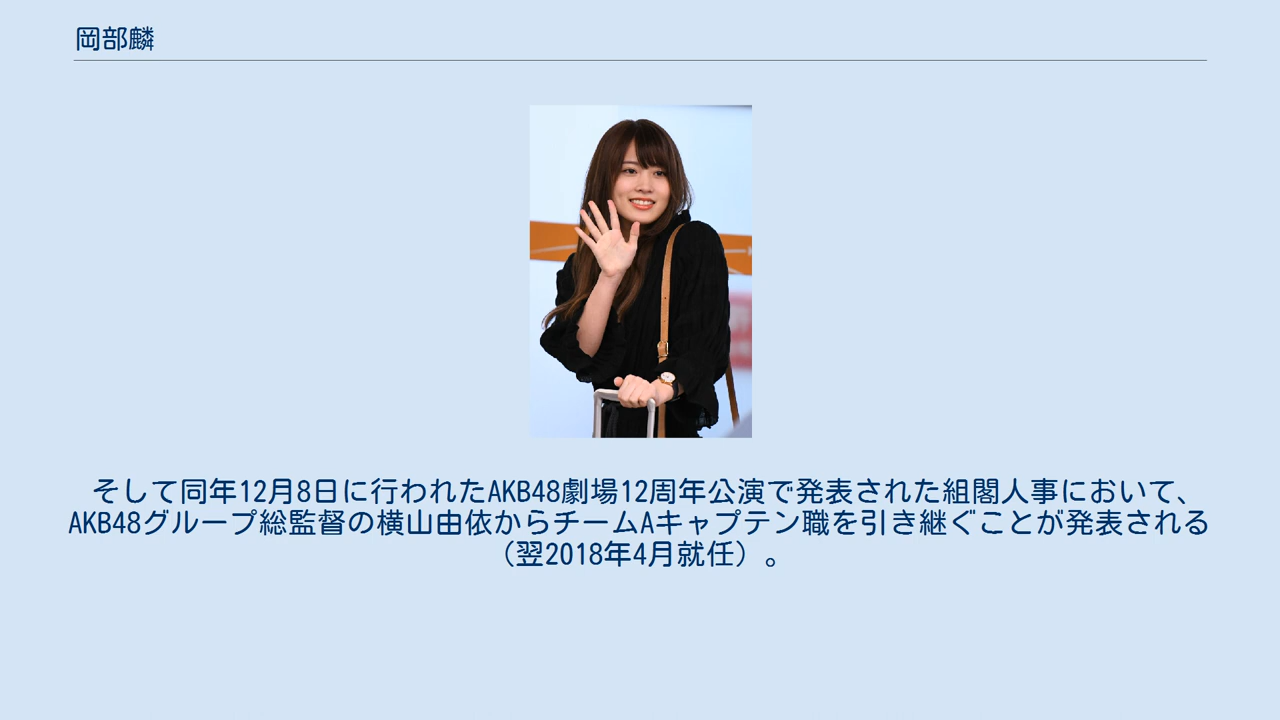 岡部麟
そして同年12月8日に行われたAKB48劇場12周年公演で発表された組閣人事において、
AKB48グループ総監督の横山由依からチームAキャプテン職を引き継ぐことが発表される
（翌2018年4月就任）。